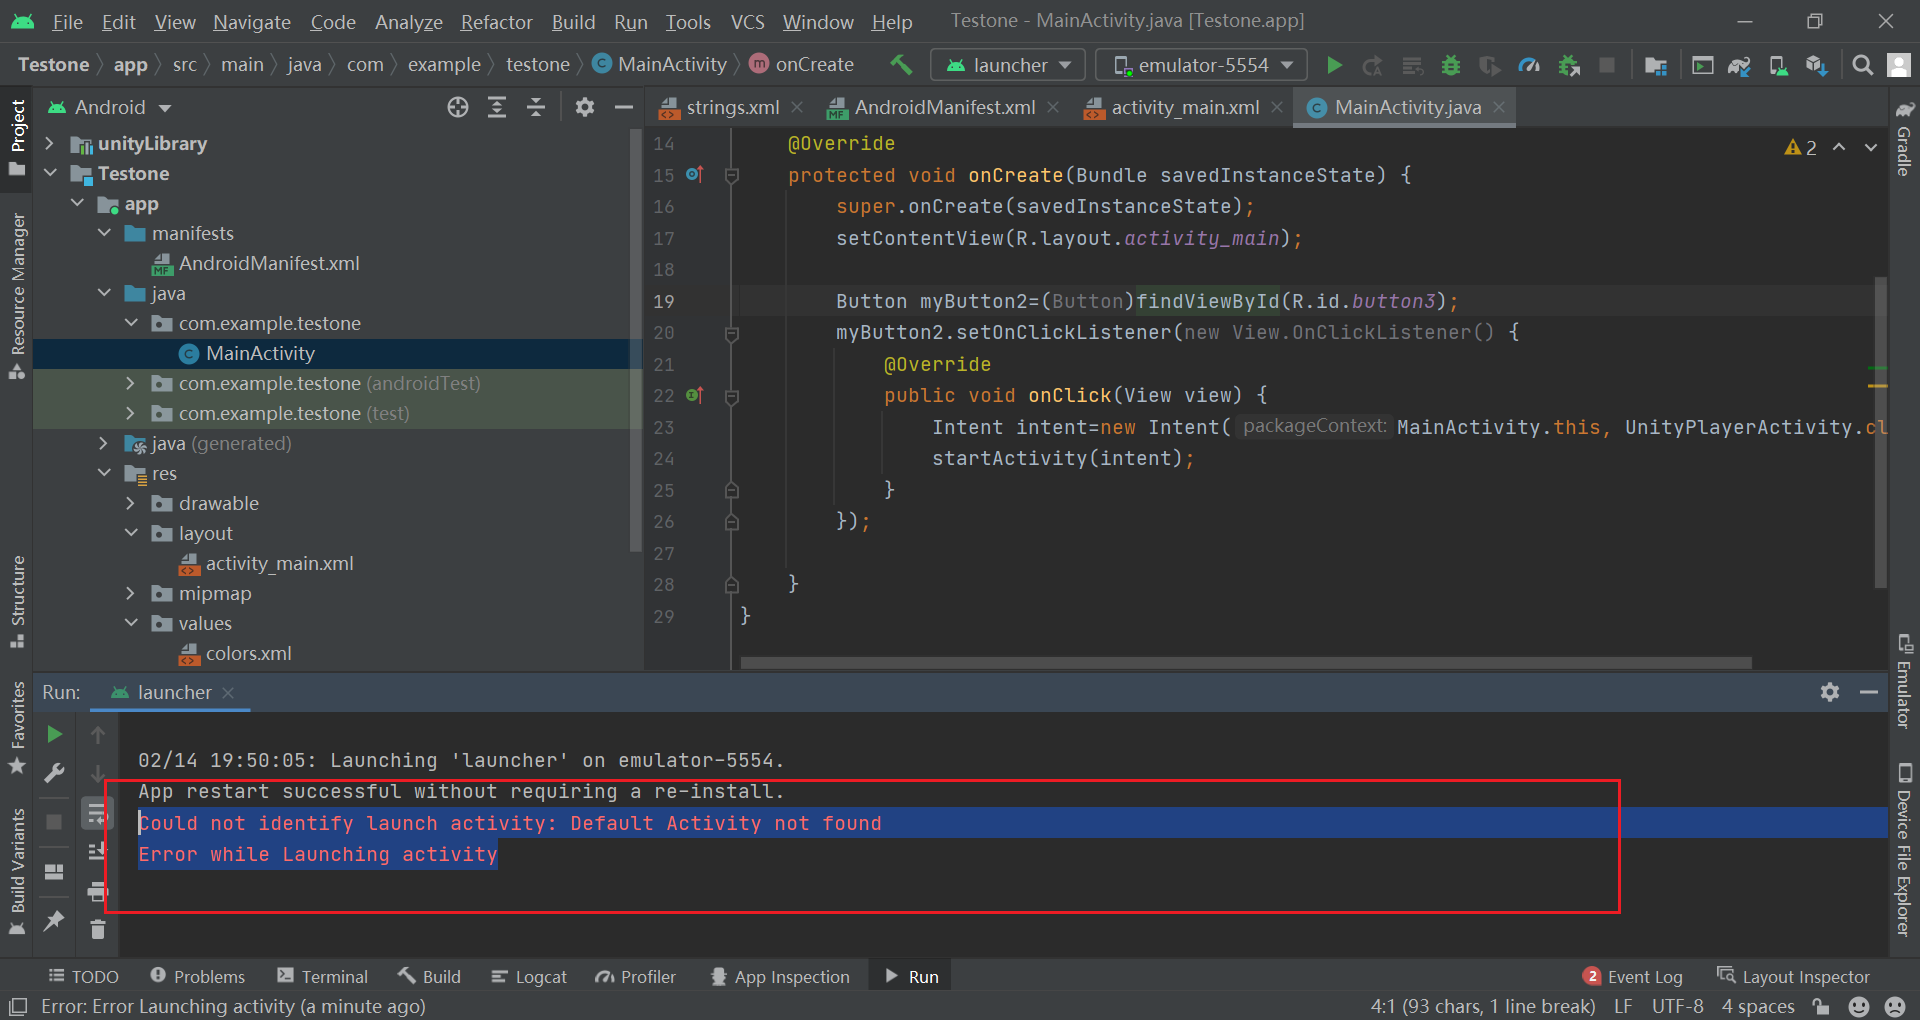 File Edit View Navigate Code Analyze Refactor Build Run Tools VCS Window Help Testone - MainActivity.java [Testone.app]
Testone app src main java com example testone MainActivity onCreate launcher emulator-5554
Project
Resource Manager
Structure
Favorites
Build Variants
Android
unityLibrary
Testone
app
manifests
AndroidManifest.xml
java
com.example.testone
MainActivity
com.example.testone (androidTest)
com.example.testone (test)
java (generated)
res
drawable
layout
activity_main.xml
mipmap
values
colors.xml
strings.xml AndroidManifest.xml activity_main.xml MainActivity.java
2
14 @Override
15 protected void onCreate(Bundle savedInstanceState) {
16 super.onCreate(savedInstanceState);
17 setContentView(R.layout.activity_main);
18
19 Button myButton2=(Button)findViewById(R.id.button3);
20 myButton2.setOnClickListener(new View.OnClickListener() {
21 @Override
22 public void onClick(View view) {
23 Intent intent=new Intent( packageContext: MainActivity.this, UnityPlayerActivity.cl
24 startActivity(intent);
25 }
26 });
27
28 }
29 }
Gradle
Emulator
Device File Explorer
Run: launcher
02/14 19:50:05: Launching 'launcher' on emulator-5554.
App restart successful without requiring a re-install.
Could not identify launch activity: Default Activity not found
Error while Launching activity
TODO Problems Terminal Build Logcat Profiler App Inspection Run 2 Event Log Layout Inspector
Error: Error Launching activity (a minute ago) 4:1 (93 chars, 1 line break) LF UTF-8 4 spaces